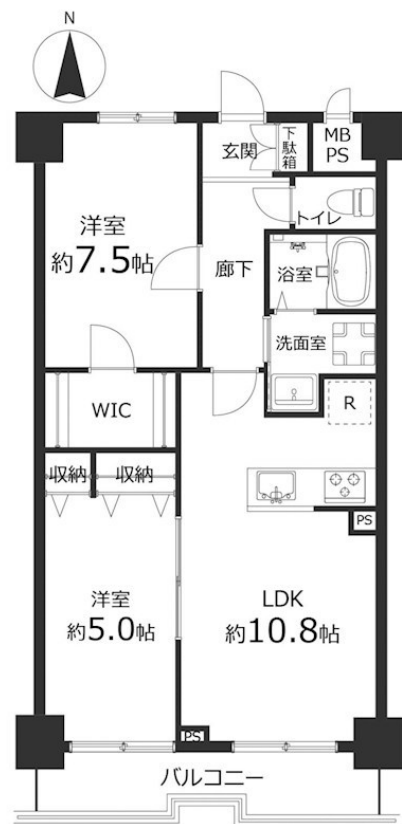 N
玄関
下駄箱
MB
PS
トイレ
洋室
約7.5帖
廊下
浴室
洗面室
WIC
R
収納
収納
PS
洋室
約5.0帖
LDK
約10.8帖
PS
バルコニー